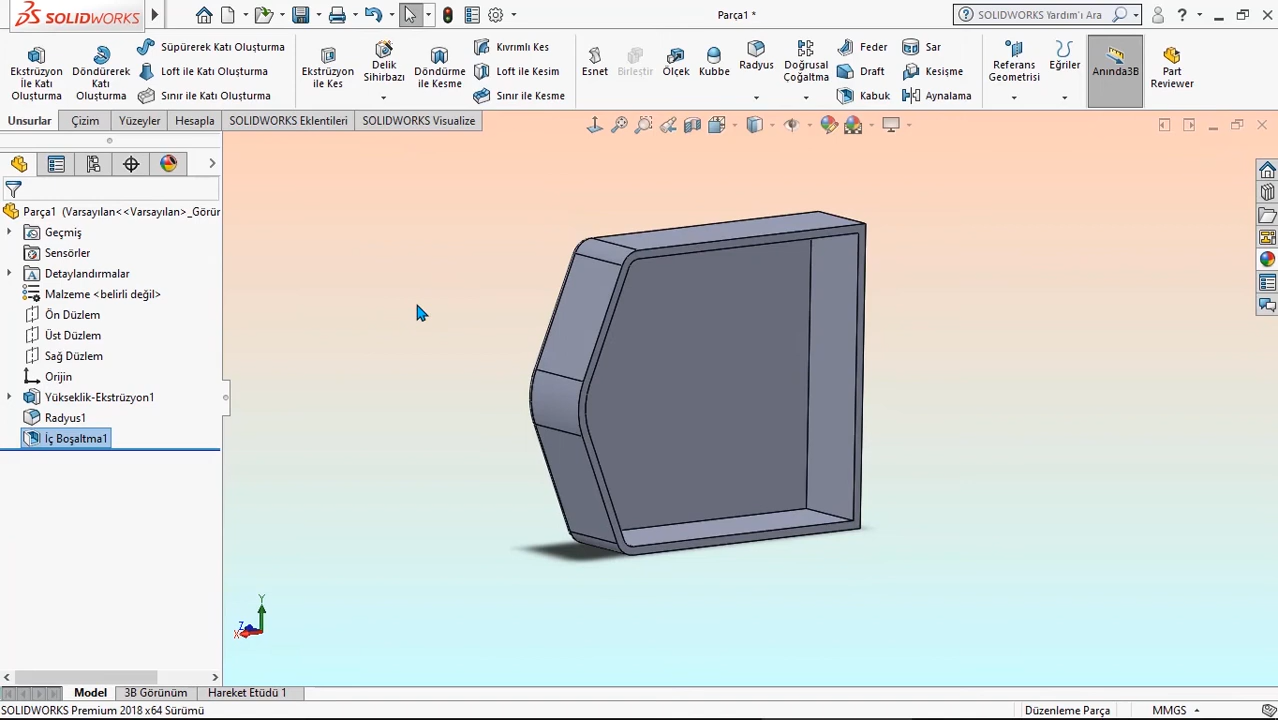 SOLIDWORKS
Parça1 *
SOLIDWORKS Yardım'ı Ara
?
Ekstrüzyon
İle Katı
Oluşturma
Döndürerek
Katı
Oluşturma
Süpürerek Katı Oluşturma
Loft ile Katı Oluşturma
Sınır ile Katı Oluşturma
Ekstrüzyon
ile Kes
Delik
Sihirbazı
Döndürme
ile Kesme
Kıvrımlı Kes
Loft ile Kesim
Sınır ile Kesme
Esnet
Birleştir
Ölçek
Kubbe
Radyus
Doğrusal
Çoğaltma
Feder
Draft
Kabuk
Sar
Kesişme
Aynalama
Referans
Geometrisi
Eğriler
Anında3B
Part
Reviewer
Unsurlar
Çizim
Yüzeyler
Hesapla
SOLIDWORKS Eklentileri
SOLIDWORKS Visualize
Parça1 (Varsayılan<<Varsayılan>_Görür
Geçmiş
Sensörler
Detaylandırmalar
Malzeme <belirli değil>
Ön Düzlem
Üst Düzlem
Sağ Düzlem
Orijin
Yükseklik-Ekstrüzyon1
Radyus1
İç Boşaltma1
Y
Z
X
Model
3B Görünüm
Hareket Etüdü 1
SOLIDWORKS Premium 2018 x64 Sürümü
Düzenleme Parça
MMGS